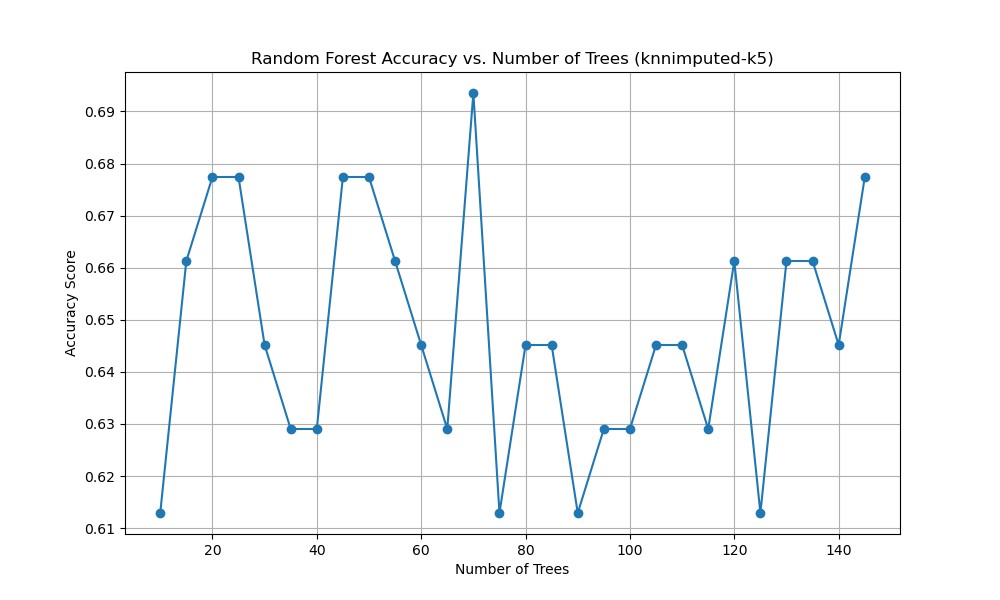 Random Forest Accuracy vs. Number of Trees (knnimputed-k5)
Accuracy Score
0.69
0.68
0.67
0.66
0.65
0.64
0.63
0.62
0.61
20 40 60 80 100 120 140
Number of Trees